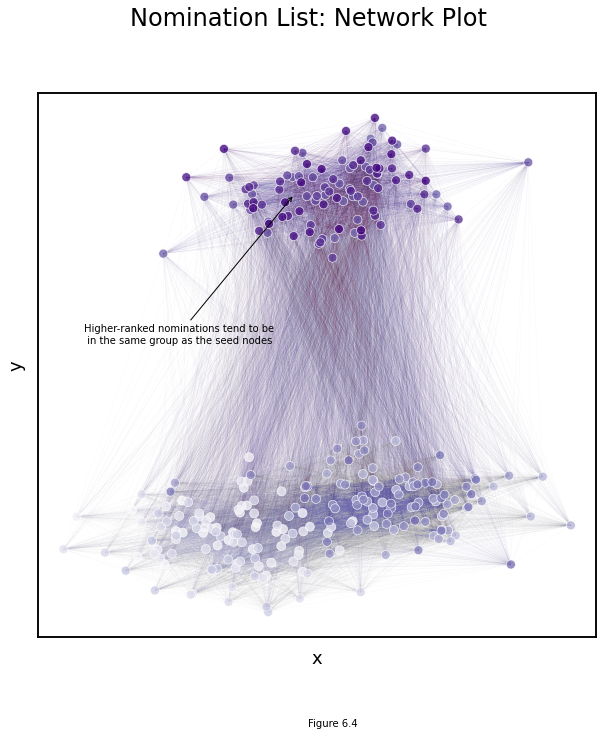 Nomination List: Network Plot
Higher-ranked nominations tend to be
in the same group as the seed nodes
y
x
Figure 6.4